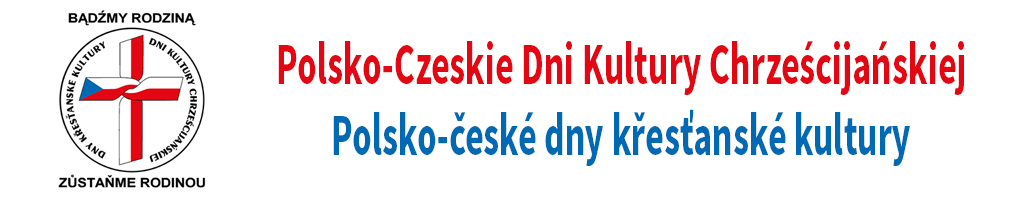 BĄDŹMY RODZINĄ
DNY KŘESŤANSKE KULTURY
DNI KULTURY CHRZEŚCIJAŃSKIEJ
ZŮSTAŇME RODINOU
Polsko-Czeskie Dni Kultury Chrześcijańskiej
Polsko-české dny křesťanské kultury